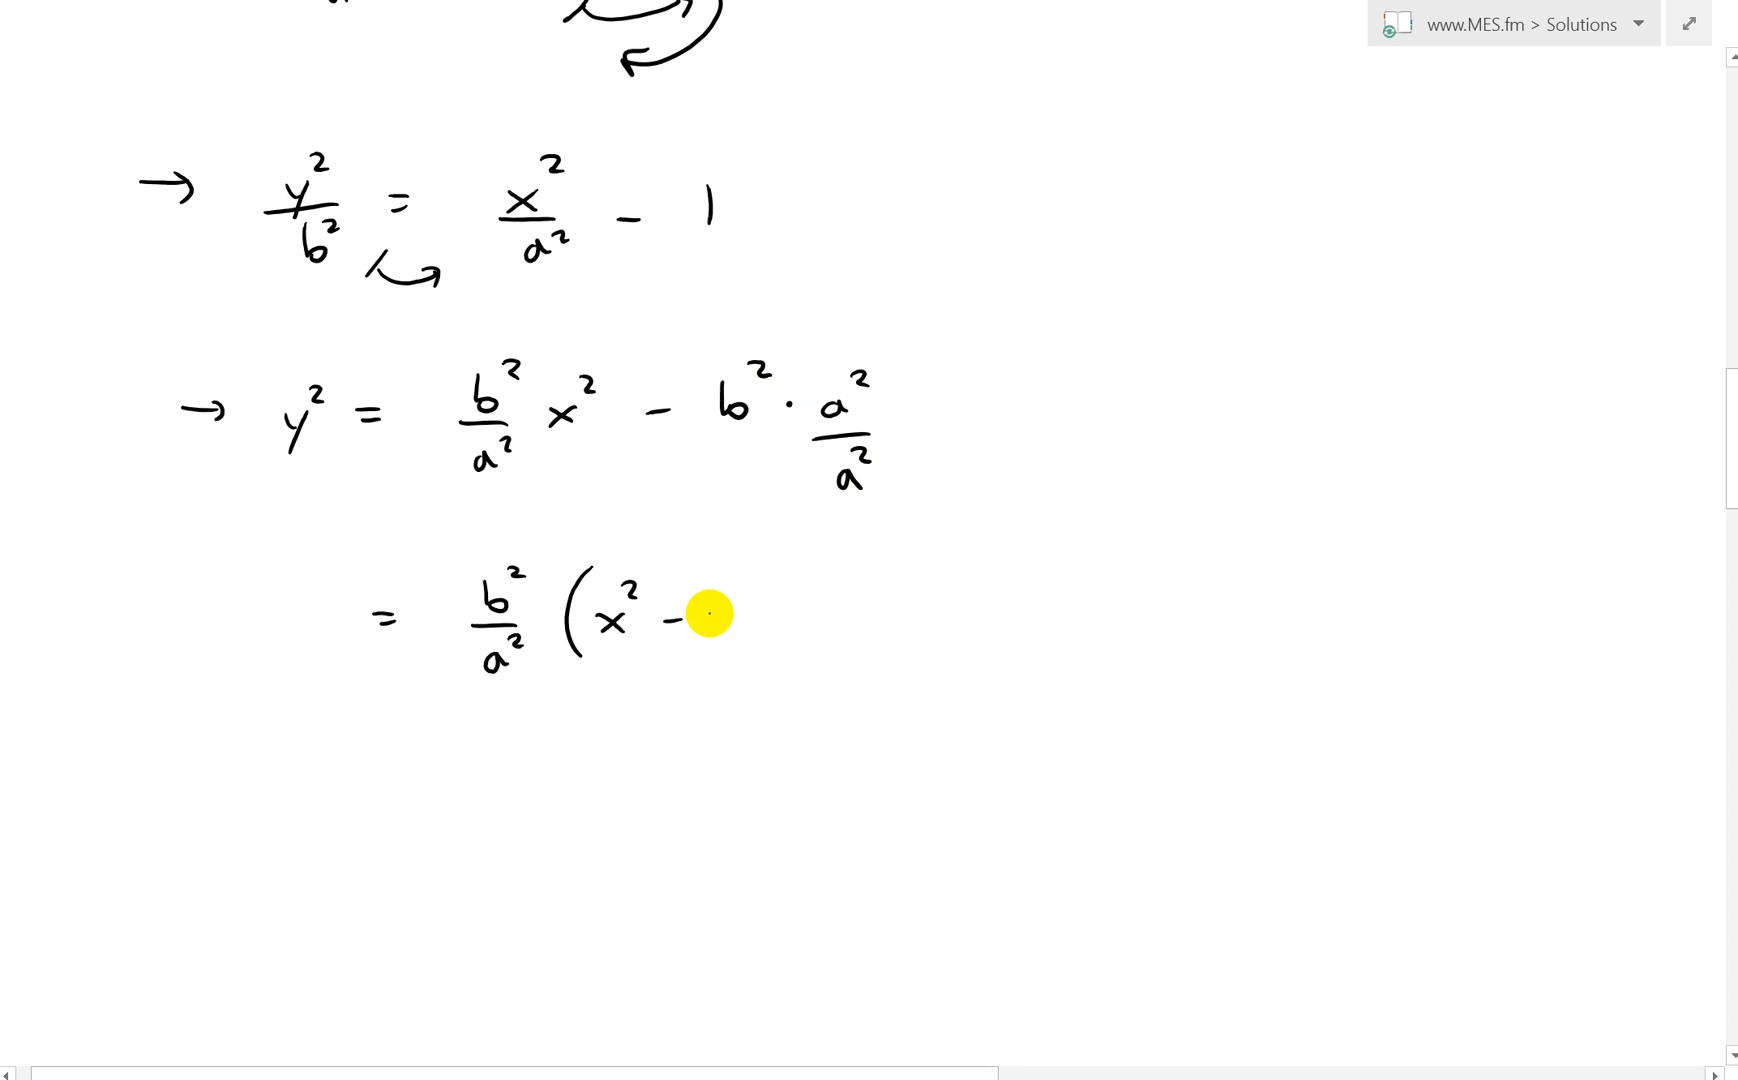 www.MES.fm > Solutions
→ y²/b² = x²/a² - 1
→ y² = b²/a² x² - b² · a²/a²
= b²/a² (x² -